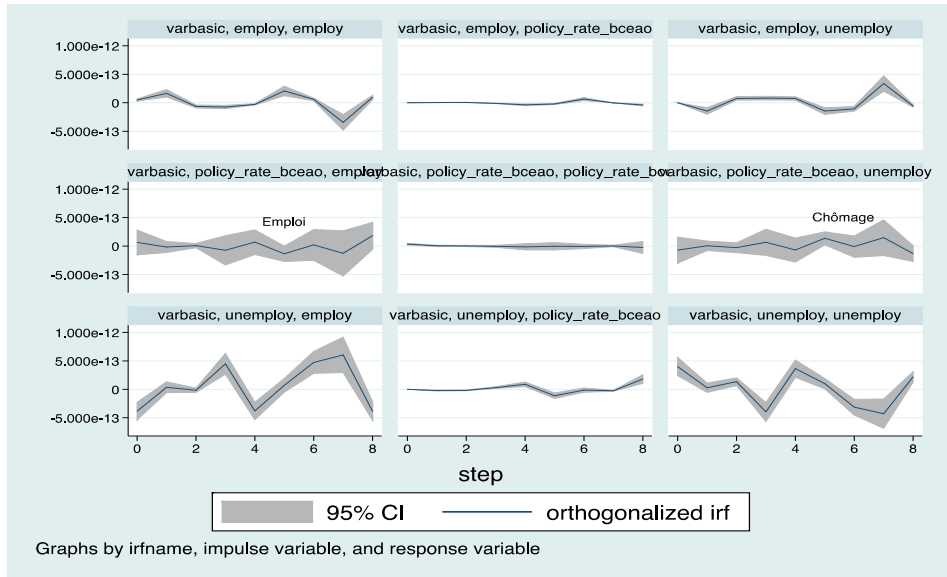 varbasic, employ, employ
varbasic, employ, policy_rate_bceao
varbasic, employ, unemploy
1.000e-12
5.000e-13
0
-5.000e-13
varbasic, policy_rate_bceao, employ
varbasic, policy_rate_bceao, policy_rate_bc
varbasic, policy_rate_bceao, unemploy
1.000e-12
5.000e-13
0
-5.000e-13
Emploi
Chômage
varbasic, unemploy, employ
varbasic, unemploy, policy_rate_bceao
varbasic, unemploy, unemploy
1.000e-12
5.000e-13
0
-5.000e-13
0 2 4 6 8
0 2 4 6 8
0 2 4 6 8
step
95% CI
orthogonalized irf
Graphs by irfname, impulse variable, and response variable